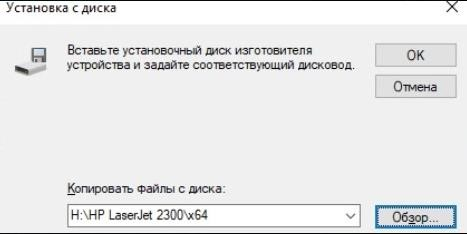 Установка с диска
Вставьте установочный диск изготовителя
устройства и задайте соответствующий дисковод.
OK
Отмена
Копировать файлы с диска:
H:\HP LaserJet 2300\x64
Обзор...